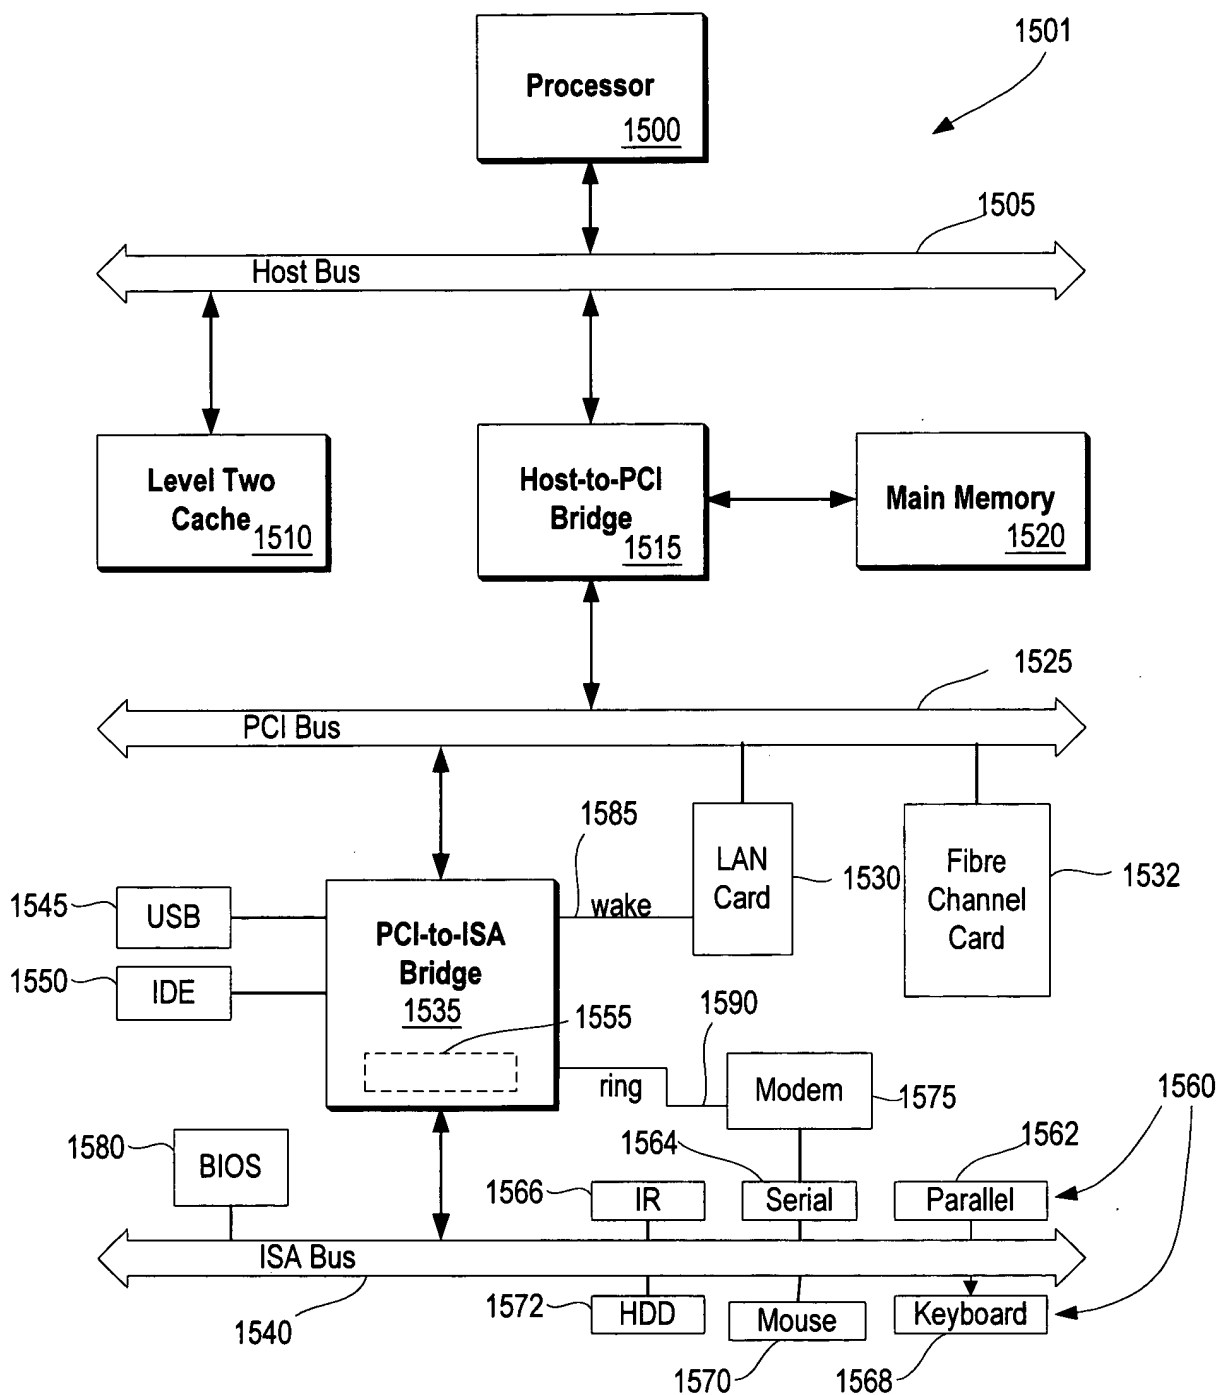 1501
Processor
1500
1505
Host Bus
Level Two
Cache
1510
Host-to-PCI
Bridge
1515
Main Memory
1520
1525
PCI Bus
1585
LAN
Card
1530
Fibre
Channel
Card
1532
1545
USB
wake
PCI-to-ISA
Bridge
1535
1550
IDE
1555
1590
ring
Modem
1575
1560
1580
BIOS
1564
1562
1566
IR
Serial
Parallel
ISA Bus
1540
1572
HDD
Mouse
Keyboard
1570
1568